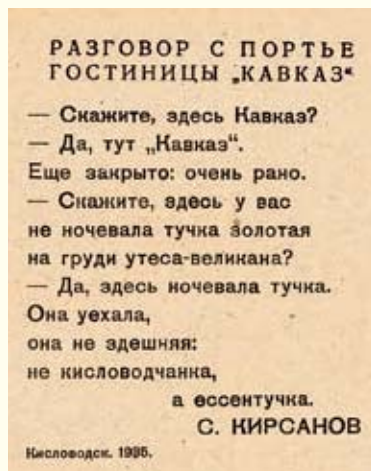 РАЗГОВОР С ПОРТЬЕ
ГОСТИНИЦЫ „КАВКАЗ“
— Скажите, здесь Кавказ?
— Да, тут „Кавказ“.
Еще закрыто: очень рано.
— Скажите, здесь у вас
не ночевала тучка золотая
на груди утеса-великана?
— Да, здесь ночевала тучка.
Она уехала,
она не здешняя:
не кисловодчанка,
а ессентучка.
С. КИРСАНОВ
Кисловодск. 1935.